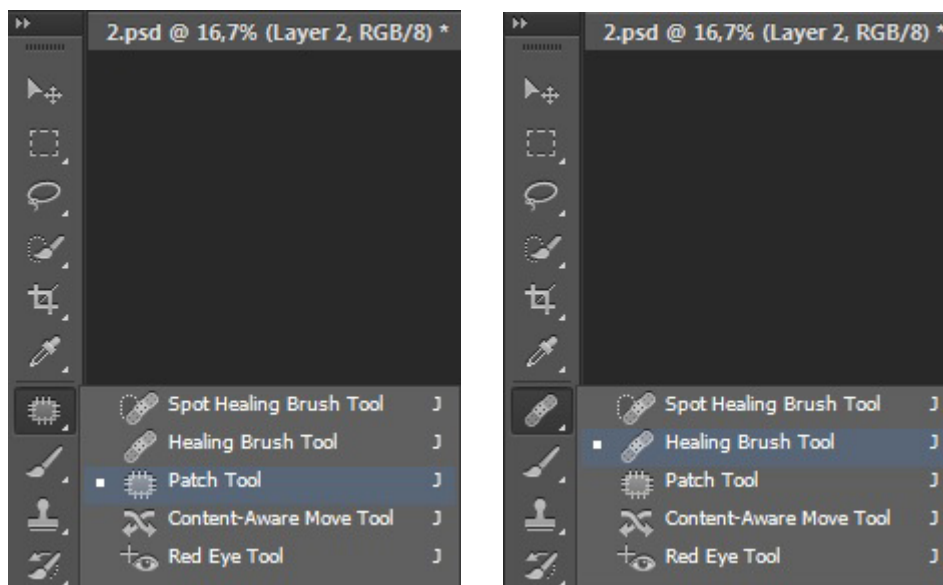 2.psd @ 16,7% (Layer 2, RGB/8) *
Spot Healing Brush Tool J
Healing Brush Tool J
Patch Tool J
Content-Aware Move Tool J
Red Eye Tool J
2.psd @ 16,7% (Layer 2, RGB/8) *
Spot Healing Brush Tool J
Healing Brush Tool J
Patch Tool J
Content-Aware Move Tool J
Red Eye Tool J